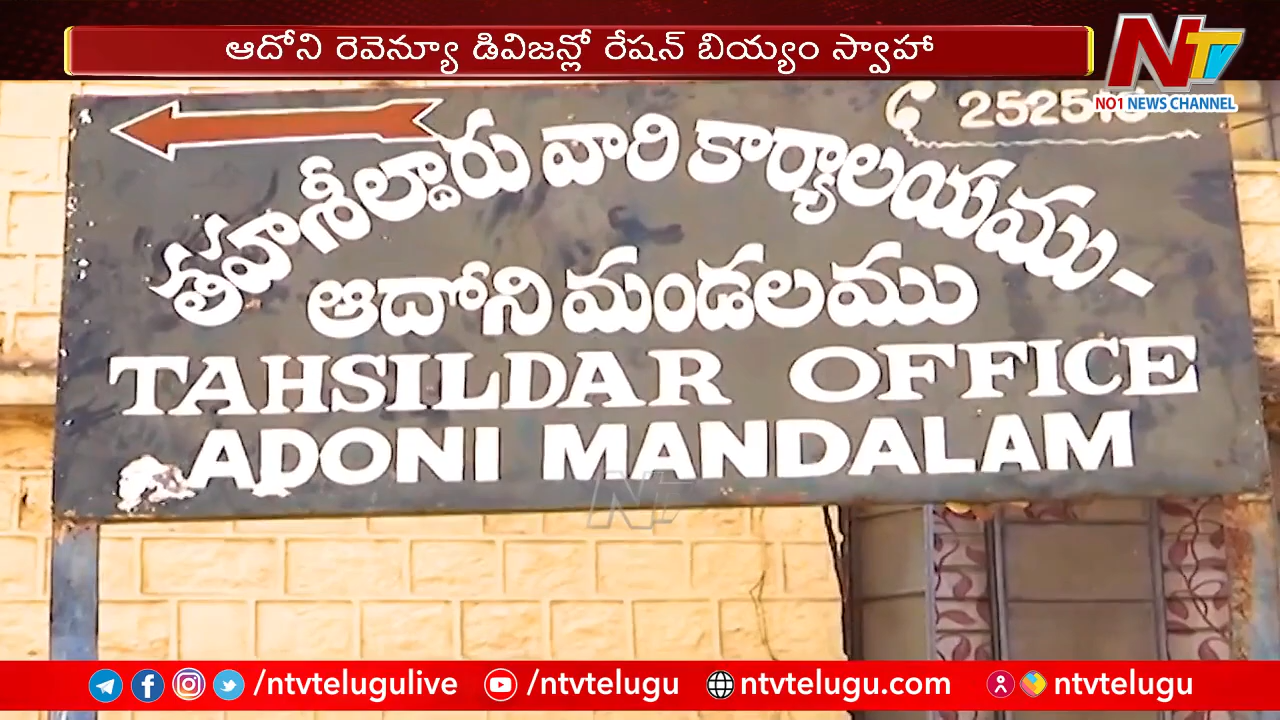 ఆదోని రెవెన్యూ డివిజన్లో రేషన్ బియ్యం స్వాహా
NTV
NO1 NEWS CHANNEL
తహశీల్దారు వారి కార్యాలయము-
ఆదోని మండలము
TAHSILDAR OFFICE
ADONI MANDALAM
NTV
/ntvtelugulive
/ntvtelugu
ntvtelugu.com
ntvtelugu